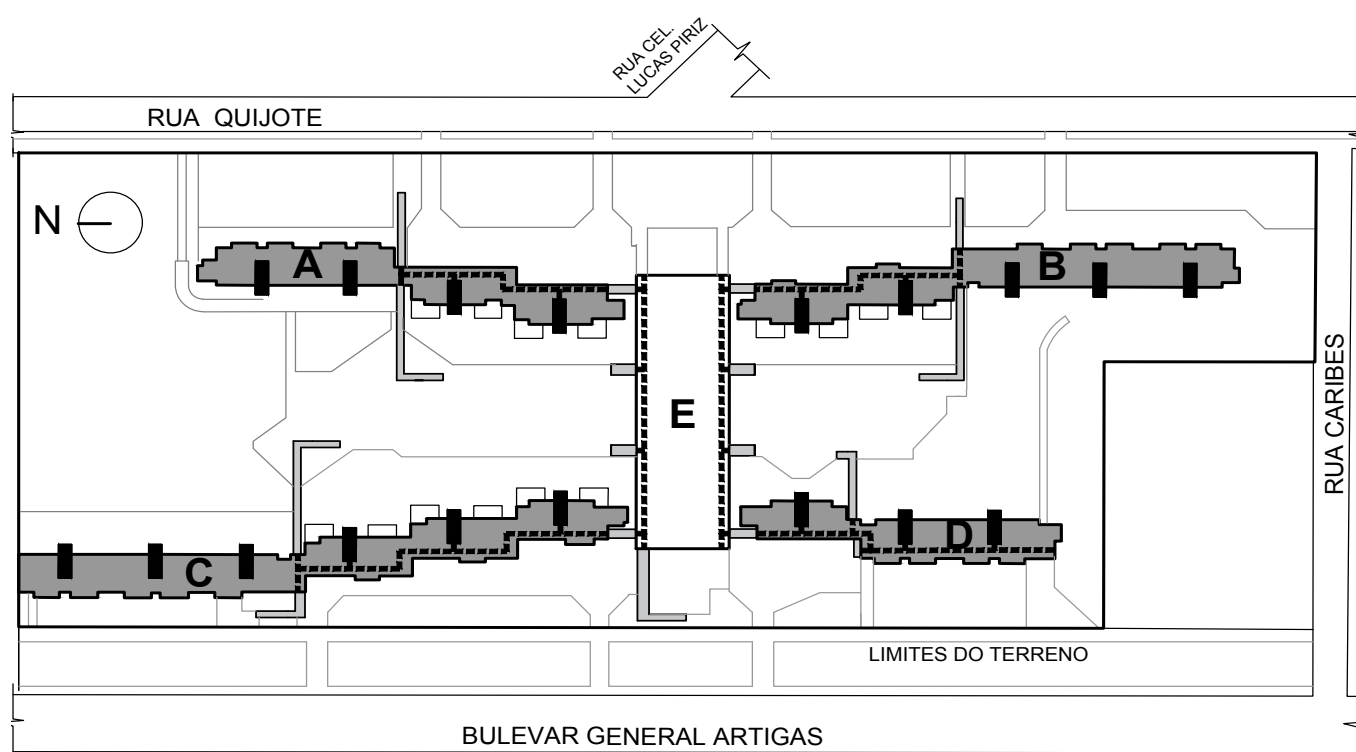 RUA CEL.
LUCAS PIRIZ
RUA QUIJOTE
N
A
B
E
RUA CARIBES
C
D
LIMITES DO TERRENO
BULEVAR GENERAL ARTIGAS